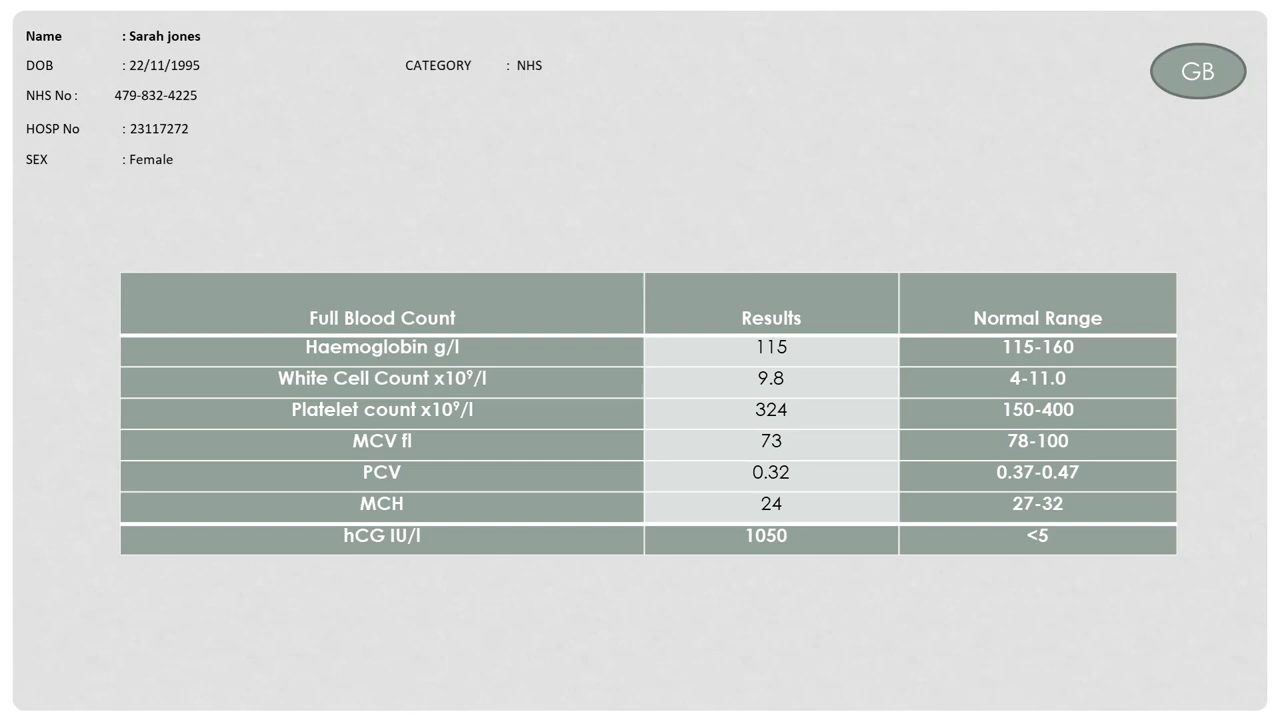 Name : Sarah jones
DOB : 22/11/1995 CATEGORY : NHS
GB
NHS No : 479-832-4225
HOSP No : 23117272
SEX : Female
Full Blood Count Results Normal Range
Haemoglobin g/l 115 115-160
White Cell Count x10⁹/l 9.8 4-11.0
Platelet count x10⁹/l 324 150-400
MCV fl 73 78-100
PCV 0.32 0.37-0.47
MCH 24 27-32
hCG IU/l 1050 <5